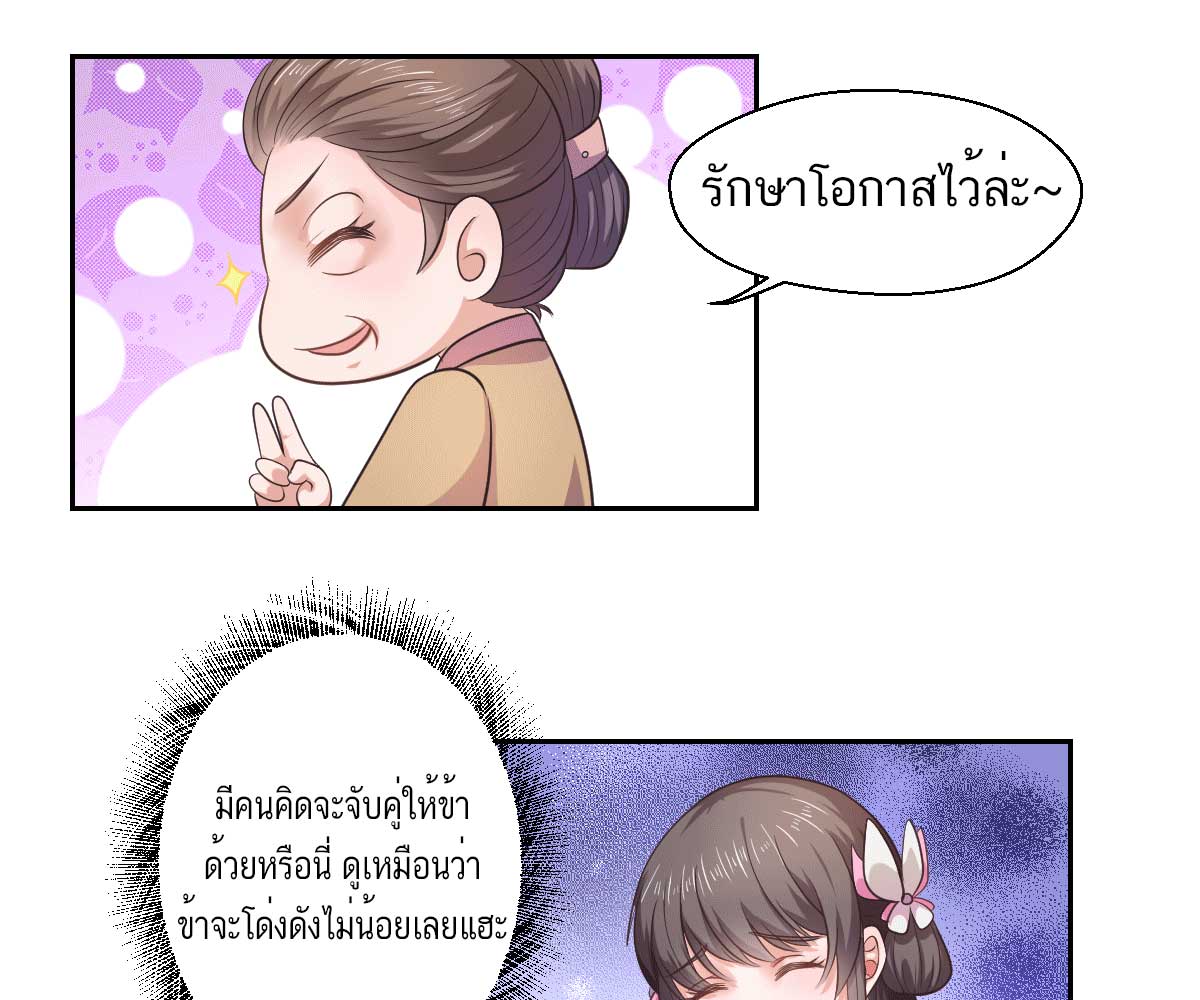 รักษาโอกาสไว้ล่ะ~
มีคนคิดจะจับคู่ให้ข้า
ด้วยหรือนี่ ดูเหมือนว่า
ข้าจะโด่งดังไม่น้อยเลยแฮะ